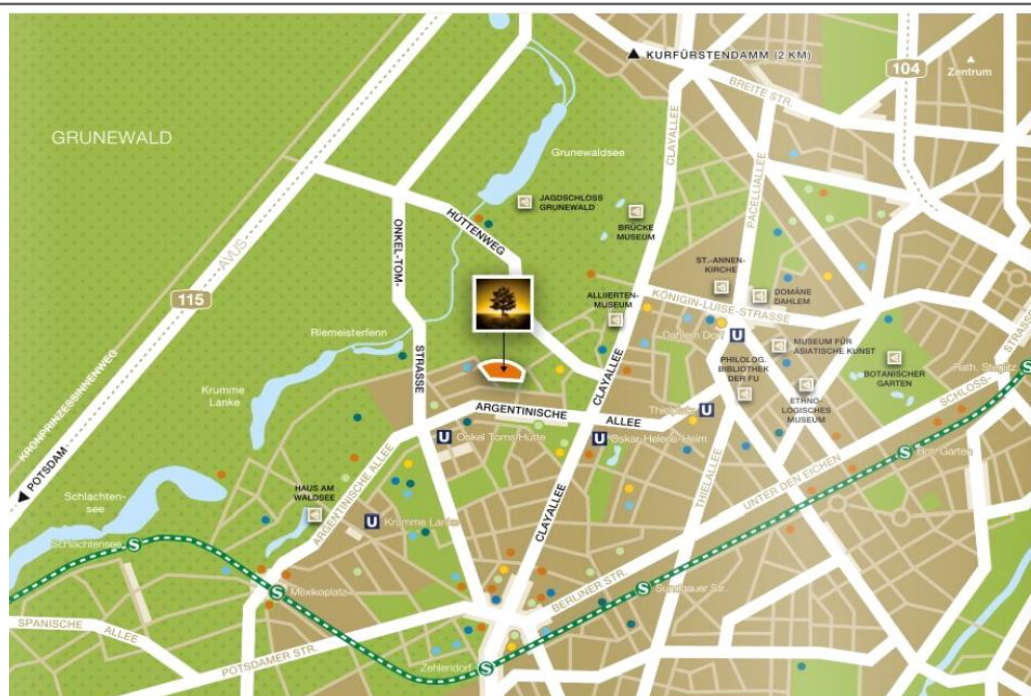 ▲ KURFÜRSTENDAMM (2 KM)
104
Zentrum
BREITE STR.
GRUNEWALD
Grunewaldsee
CLAYALLEE
PACELLIALLEE
JAGDSCHLOSS
GRUNEWALD
BRÜCKE
MUSEUM
HÜTTENWEG
ONKEL-TOM-
STRASSE
AVUS
115
ST.-ANNEN-
KIRCHE
DOMÄNE
DAHLEM
KÖNIGIN-LUISE-STRASSE
ALLIIERTEN-
MUSEUM
Dahlem Dorf
U
MUSEUM FÜR
ASIATISCHE KUNST
Riemeisterfenn
PHILOLOG.
BIBLIOTHEK
DER FU
BOTANISCHER
GARTEN
Rath. Steglitz
S
STRASSE
SCHLOSS-
ETHNO-
LOGISCHES
MUSEUM
Krumme
Lanke
KRONPRINZESSINNENWEG
CLAYALLEE
ARGENTINISCHE
ALLEE
Thielplatz
U
U
Onkel Toms Hütte
U
Oskar-Helene-Heim
S
Bot. Garten
POTSDAM
Schlachten-
see
HAUS AM
WALDSEE
ARGENTINISCHE ALLEE
U
Krumme Lanke
CLAYALLEE
THIELALLEE
UNTER DEN EICHEN
Schlachtensee
S
S
Mexikoplatz
BERLINER STR.
S
Sundgauer Str.
SPANISCHE
ALLEE
POTSDAMER STR.
Zehlendorf
S